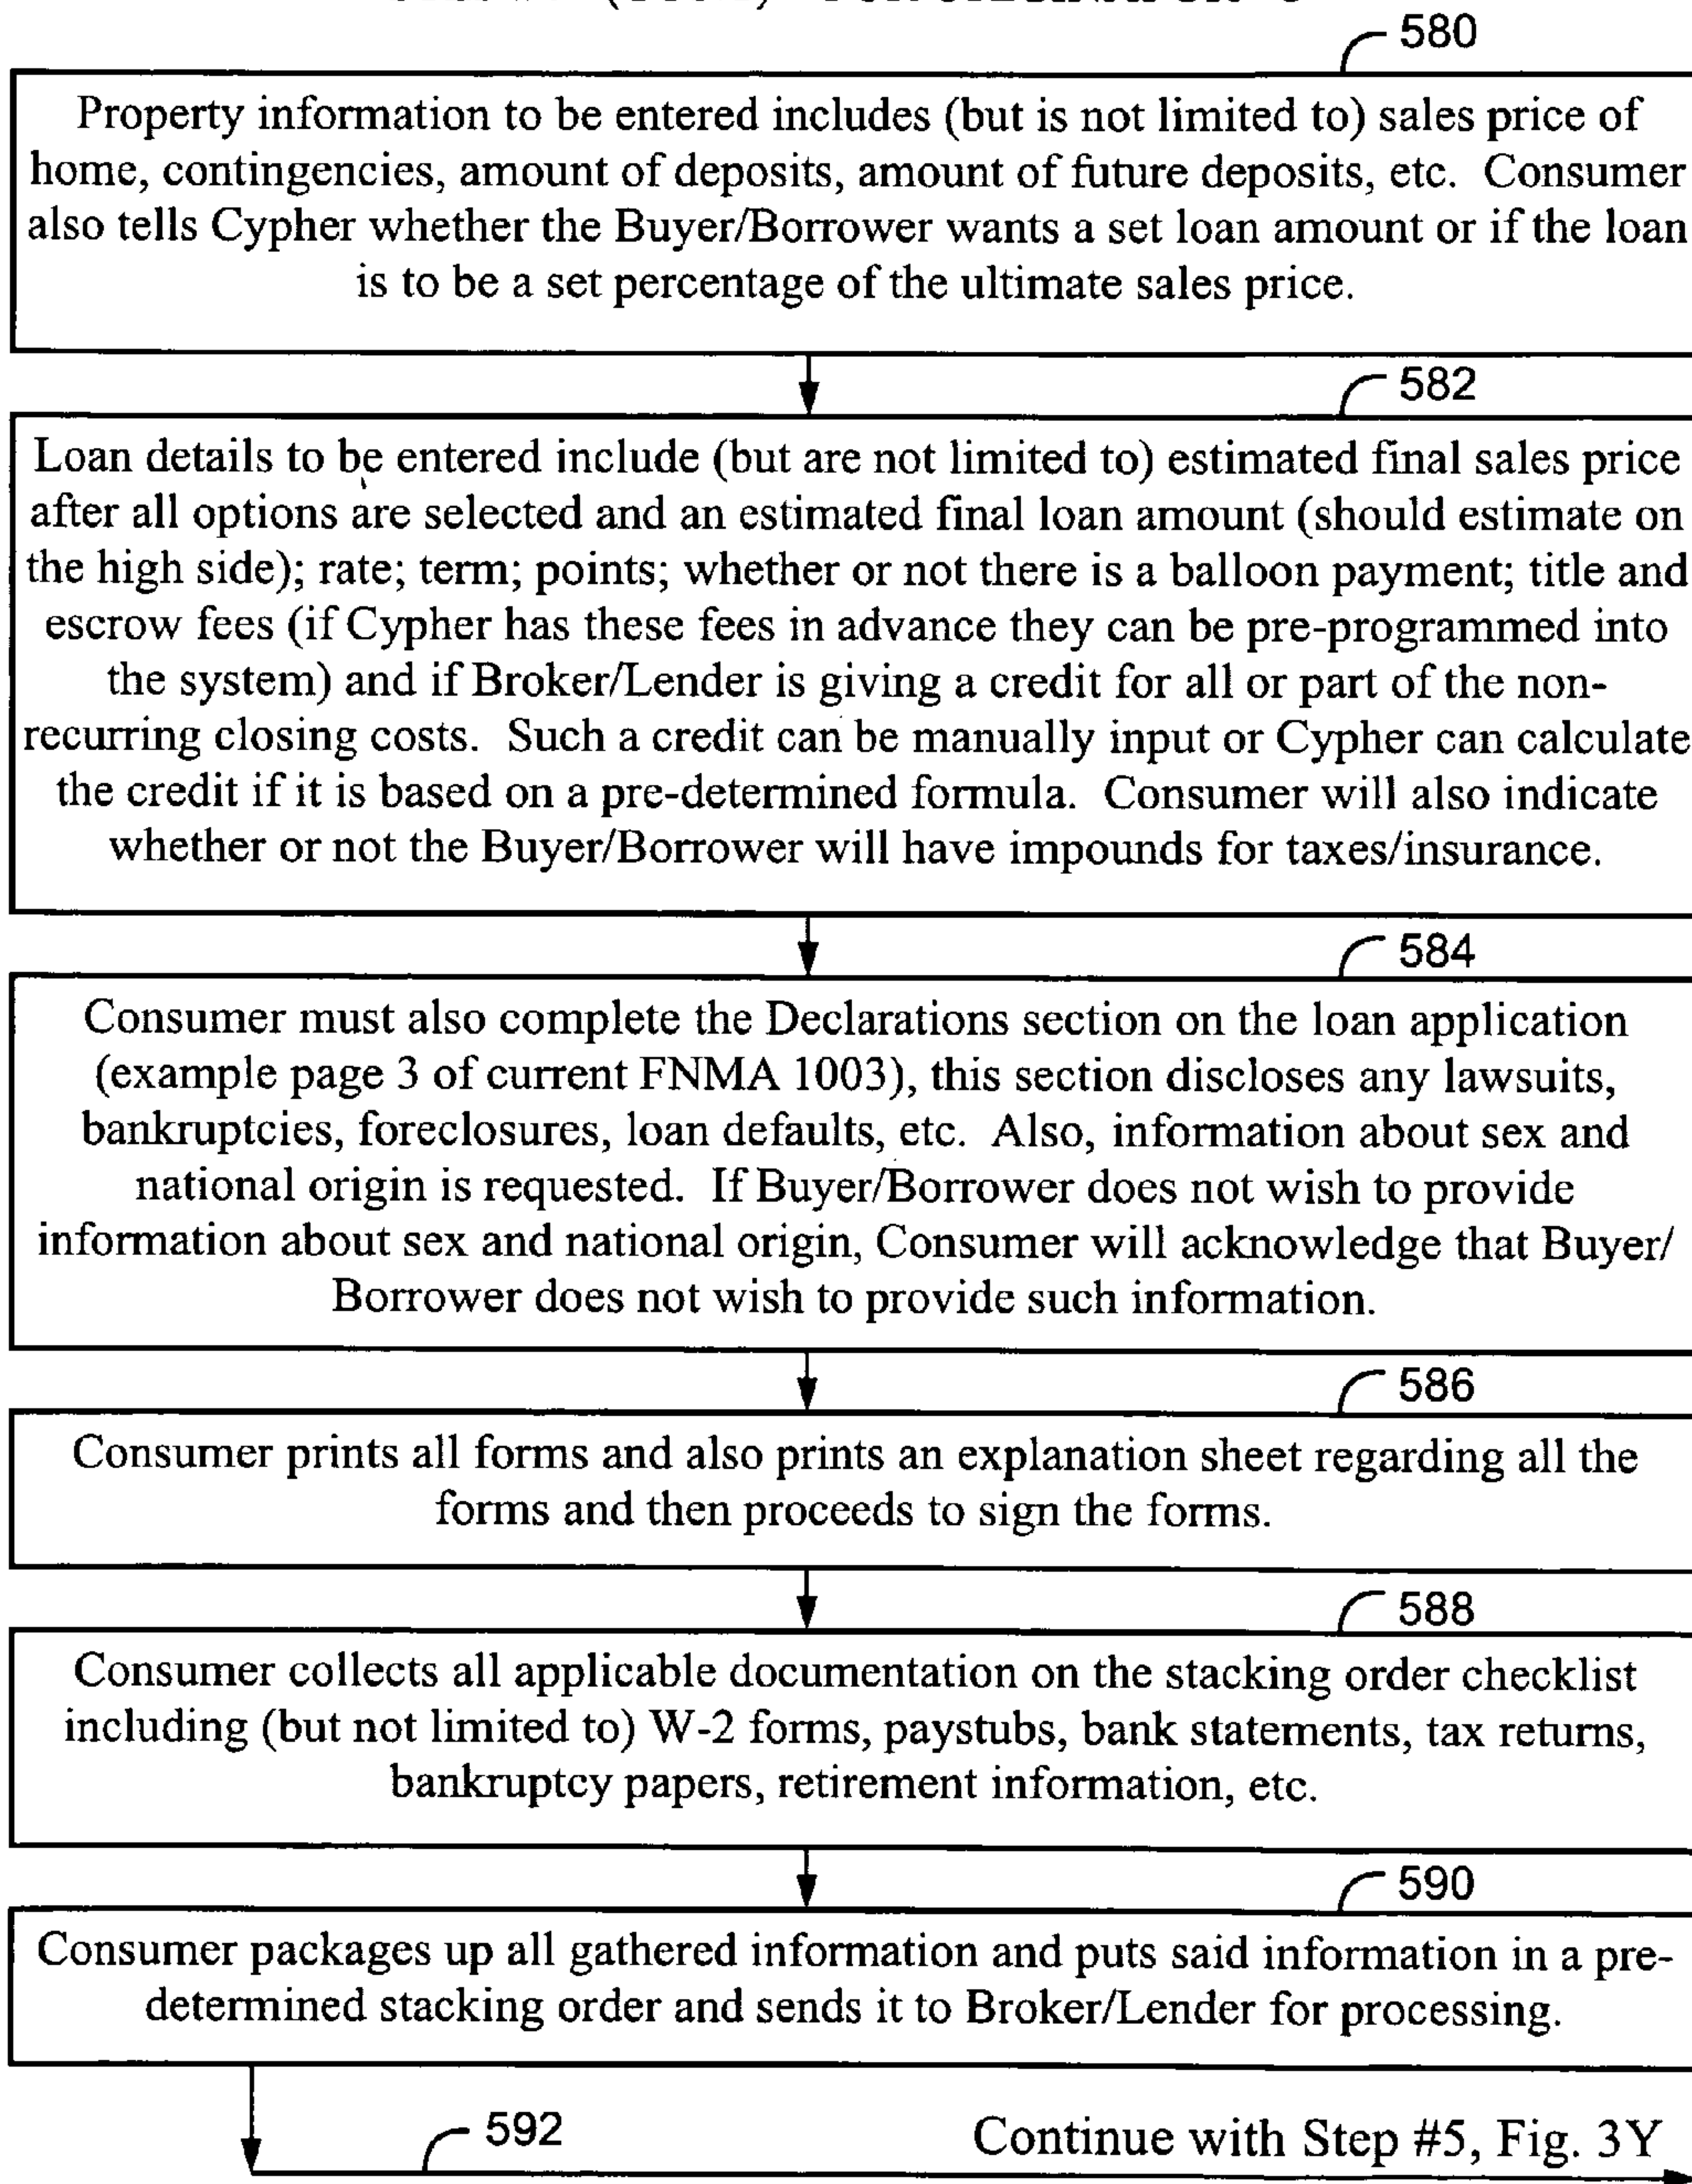 580
Property information to be entered includes (but is not limited to) sales price of
home, contingencies, amount of deposits, amount of future deposits, etc.  Consumer
also tells Cypher whether the Buyer/Borrower wants a set loan amount or if the loan
is to be a set percentage of the ultimate sales price.
582
Loan details to be entered include (but are not limited to) estimated final sales price
after all options are selected and an estimated final loan amount (should estimate on
the high side); rate; term; points; whether or not there is a balloon payment; title and
escrow fees (if Cypher has these fees in advance they can be pre-programmed into
the system) and if Broker/Lender is giving a credit for all or part of the non-
recurring closing costs.  Such a credit can be manually input or Cypher can calculate
the credit if it is based on a pre-determined formula.  Consumer will also indicate
whether or not the Buyer/Borrower will have impounds for taxes/insurance.
584
Consumer must also complete the Declarations section on the loan application
(example page 3 of current FNMA 1003), this section discloses any lawsuits,
bankruptcies, foreclosures, loan defaults, etc.  Also, information about sex and
national origin is requested.  If Buyer/Borrower does not wish to provide
information about sex and national origin, Consumer will acknowledge that Buyer/
Borrower does not wish to provide such information.
586
Consumer prints all forms and also prints an explanation sheet regarding all the
forms and then proceeds to sign the forms.
588
Consumer collects all applicable documentation on the stacking order checklist
including (but not limited to) W-2 forms, paystubs, bank statements, tax returns,
bankruptcy papers, retirement information, etc.
590
Consumer packages up all gathered information and puts said information in a pre-
determined stacking order and sends it to Broker/Lender for processing.
592
Continue with Step #5, Fig. 3Y